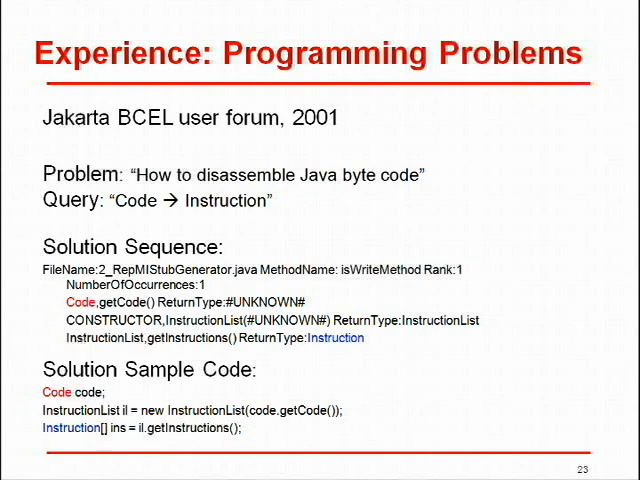 Experience: Programming Problems
Jakarta BCEL user forum, 2001
Problem: “How to disassemble Java byte code”
Query: “Code → Instruction”
Solution Sequence:
FileName:2_RepMIStubGenerator.java MethodName: isWriteMethod Rank:1
NumberOfOccurrences:1
Code,getCode() ReturnType:#UNKNOWN#
CONSTRUCTOR,InstructionList(#UNKNOWN#) ReturnType:InstructionList
InstructionList,getInstructions() ReturnType:Instruction
Solution Sample Code:
Code code;
InstructionList il = new InstructionList(code.getCode());
Instruction[] ins = il.getInstructions();
23